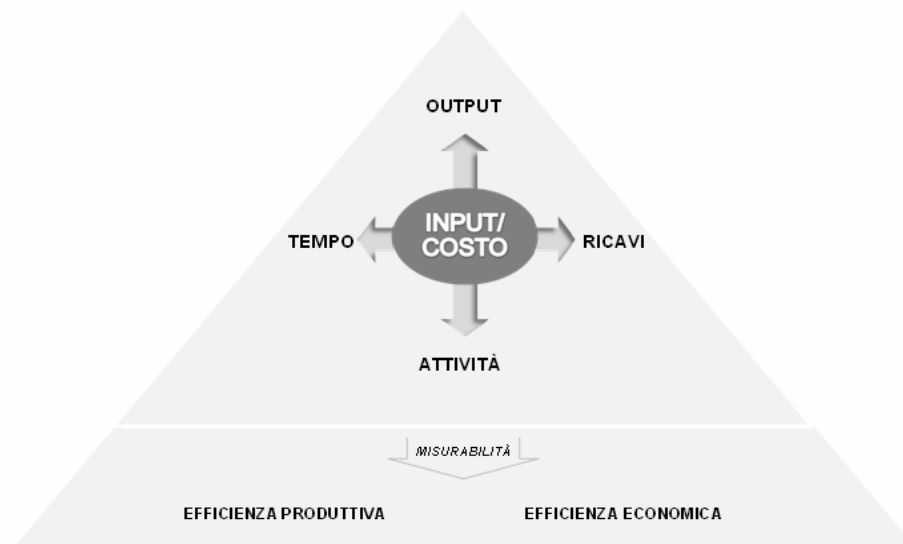 OUTPUT
INPUT/
COSTO
TEMPO
RICAVI
ATTIVITÀ
MISURABILITÀ
EFFICIENZA PRODUTTIVA
EFFICIENZA ECONOMICA